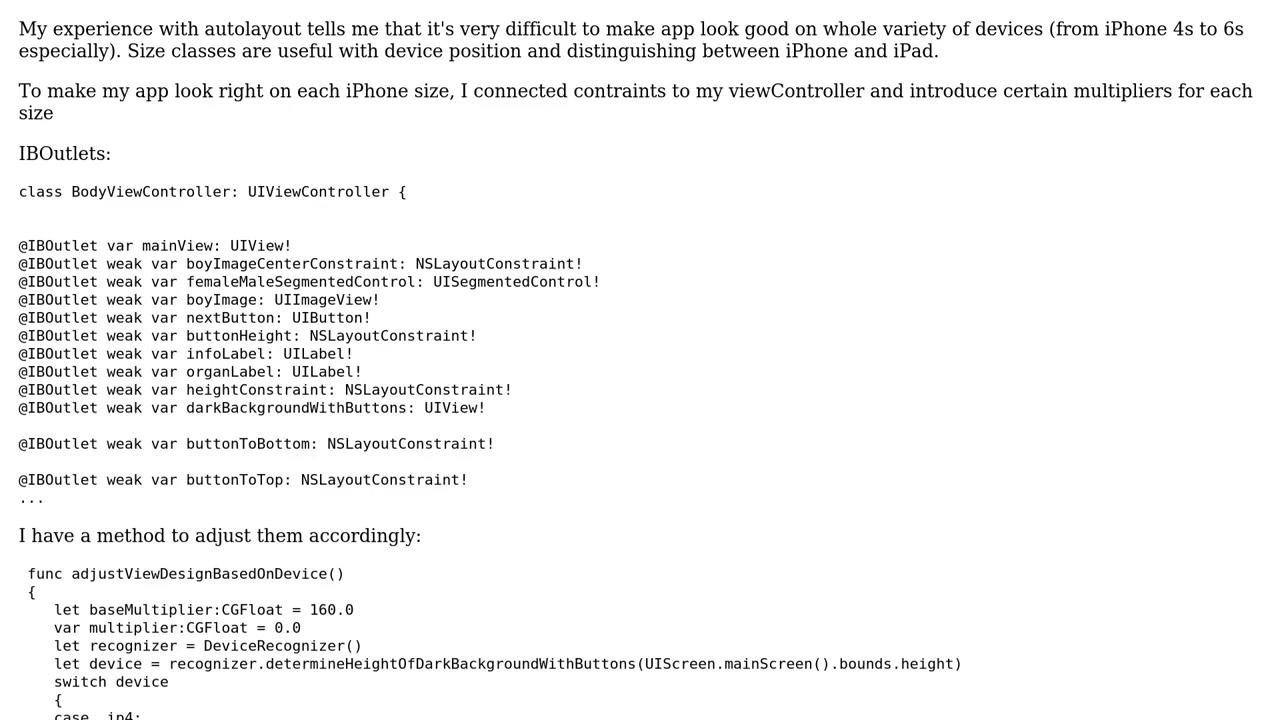 My experience with autolayout tells me that it's very difficult to make app look good on whole variety of devices (from iPhone 4s to 6s
especially). Size classes are useful with device position and distinguishing between iPhone and iPad.
To make my app look right on each iPhone size, I connected contraints to my viewController and introduce certain multipliers for each
size
IBOutlets:
class BodyViewController: UIViewController {
@IBOutlet var mainView: UIView!
@IBOutlet weak var boyImageCenterConstraint: NSLayoutConstraint!
@IBOutlet weak var femaleMaleSegmentedControl: UISegmentedControl!
@IBOutlet weak var boyImage: UIImageView!
@IBOutlet weak var nextButton: UIButton!
@IBOutlet weak var buttonHeight: NSLayoutConstraint!
@IBOutlet weak var infoLabel: UILabel!
@IBOutlet weak var organLabel: UILabel!
@IBOutlet weak var heightConstraint: NSLayoutConstraint!
@IBOutlet weak var darkBackgroundWithButtons: UIView!
@IBOutlet weak var buttonToBottom: NSLayoutConstraint!
@IBOutlet weak var buttonToTop: NSLayoutConstraint!
...
I have a method to adjust them accordingly:
func adjustViewDesignBasedOnDevice()
{
let baseMultiplier:CGFloat = 160.0
var multiplier:CGFloat = 0.0
let recognizer = DeviceRecognizer()
let device = recognizer.determineHeightOfDarkBackgroundWithButtons(UIScreen.mainScreen().bounds.height)
switch device
{
case .ip4: